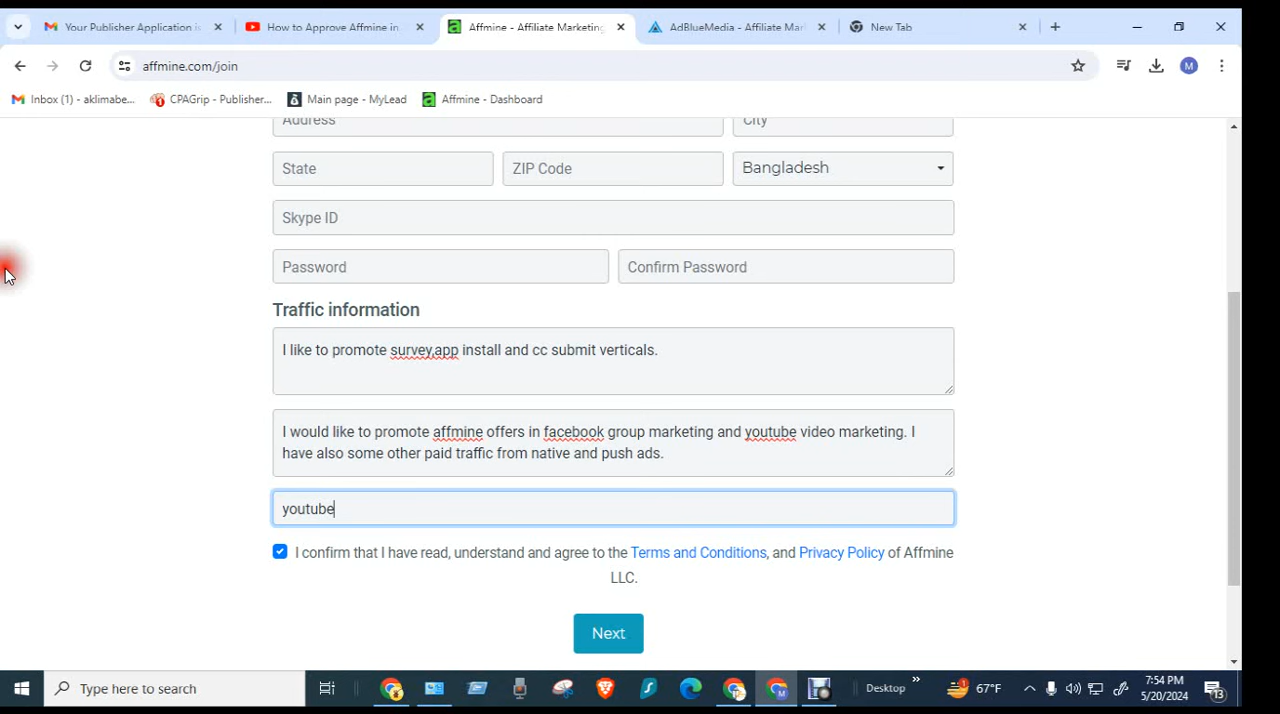 Your Publisher Application is
How to Approve Affmine in
Affmine - Affiliate Marketing
AdBlueMedia - Affiliate Mar
New Tab
affmine.com/join
M
Inbox (1) - aklimabe...
CPAGrip - Publisher...
Main page - MyLead
Affmine - Dashboard
Address
City
State
ZIP Code
Bangladesh
Skype ID
Password
Confirm Password
Traffic information
I like to promote survey,app install and cc submit verticals.
I would like to promote affmine offers in facebook group marketing and youtube video marketing. I
have also some other paid traffic from native and push ads.
youtube
I confirm that I have read, understand and agree to the Terms and Conditions, and Privacy Policy of Affmine
LLC.
Next
Type here to search
Desktop
67°F
7:54 PM
5/20/2024
13